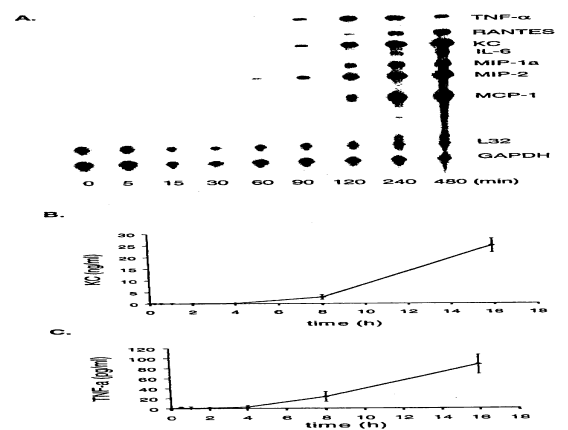 A.
TNF-α
RANTES
KC
IL-6
MIP-1a
MIP-2
MCP-1
L32
GAPDH
0 5 15 30 60 90 120 240 480 (min)
B.
KC (ng/ml)
30
25
20
15
10
5
0
0 2 4 6 8 10 12 14 16 18
time (h)
C.
TNF-a (pg/ml)
120
100
80
60
40
20
0
0 2 4 6 8 10 12 14 16 18
time (h)